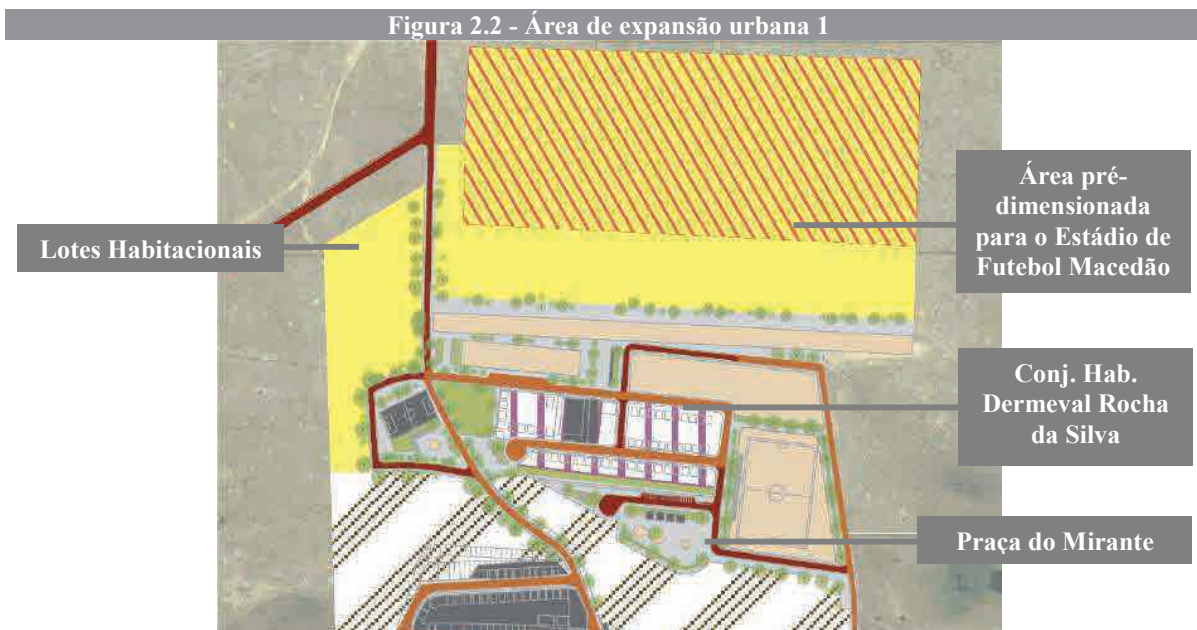 Figura 2.2 - Área de expansão urbana 1
Lotes Habitacionais
Área pré-
dimensionada
para o Estádio de
Futebol Macedão
Conj. Hab.
Dermeval Rocha
da Silva
Praça do Mirante